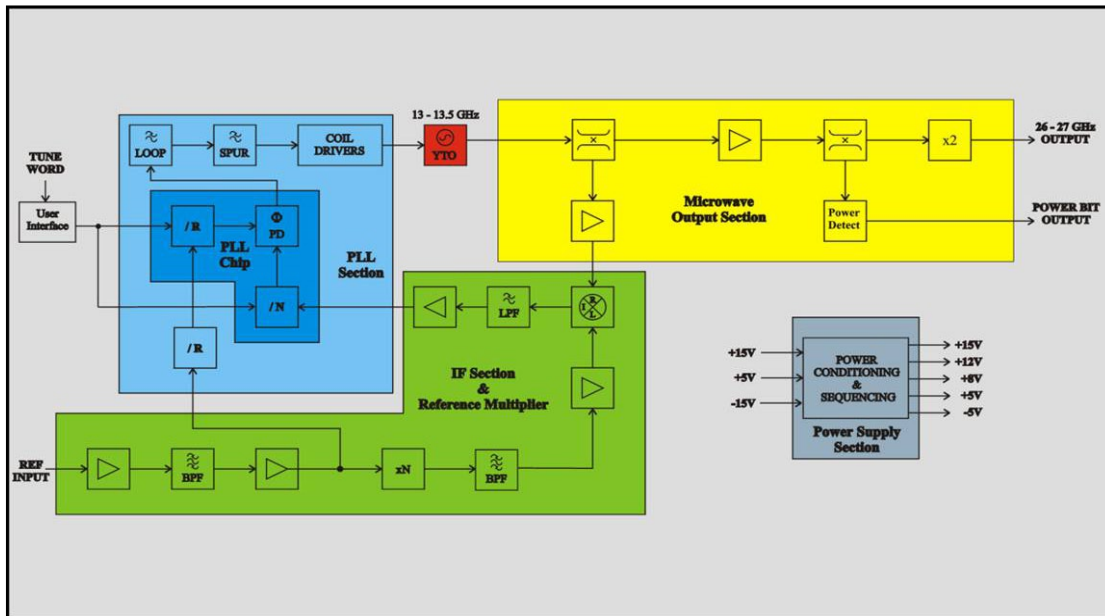 13 - 13.5 GHz
LOOP
SPUR
COIL
DRIVERS
YTO
x2
26 - 27 GHz
OUTPUT
TUNE
WORD
User
Interface
/ R
Φ
PD
PLL
Chip
PLL
Section
/ N
/ R
Microwave
Output Section
Power
Detect
POWER BIT
OUTPUT
LPF
I
R
L
IF Section
&
Reference Multiplier
REF
INPUT
BPF
xN
BPF
+15V
+5V
-15V
POWER
CONDITIONING
&
SEQUENCING
+15V
+12V
+8V
+5V
-5V
Power Supply
Section